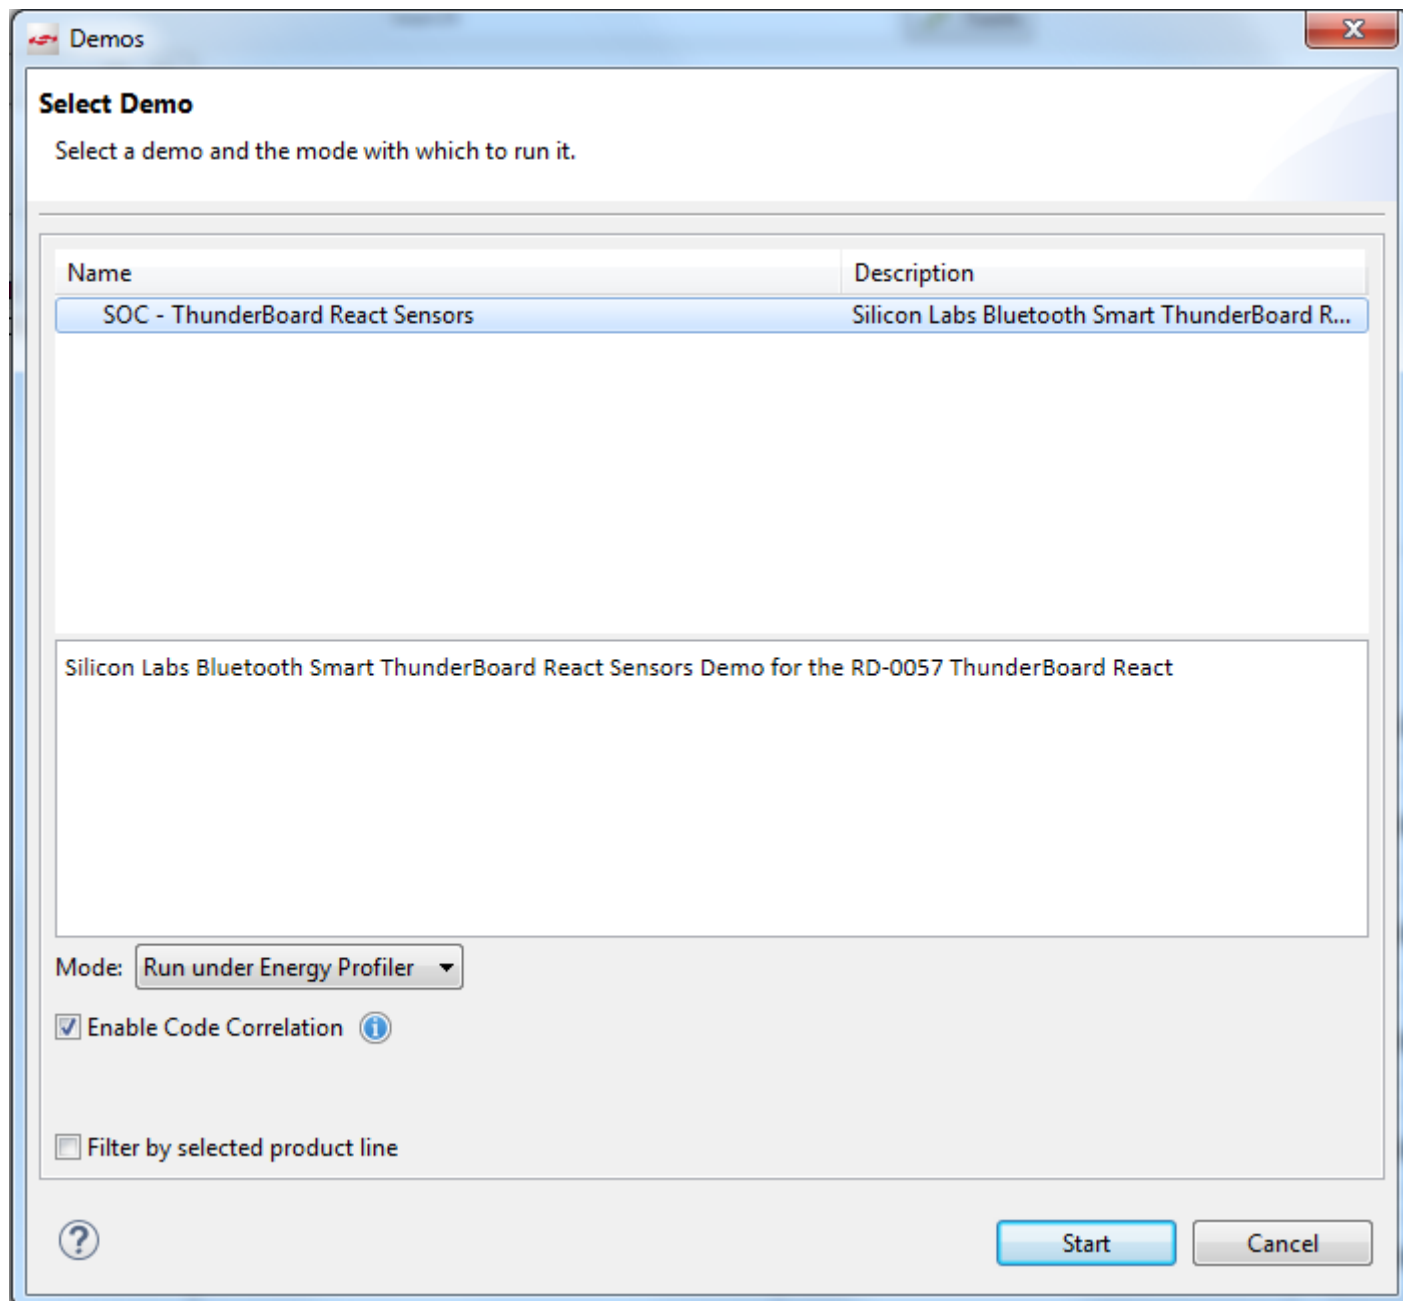 Demos
Select Demo
Select a demo and the mode with which to run it.
Name Description
SOC - ThunderBoard React Sensors Silicon Labs Bluetooth Smart ThunderBoard R...
Silicon Labs Bluetooth Smart ThunderBoard React Sensors Demo for the RD-0057 ThunderBoard React
Mode: Run under Energy Profiler
Enable Code Correlation
Filter by selected product line
Start Cancel